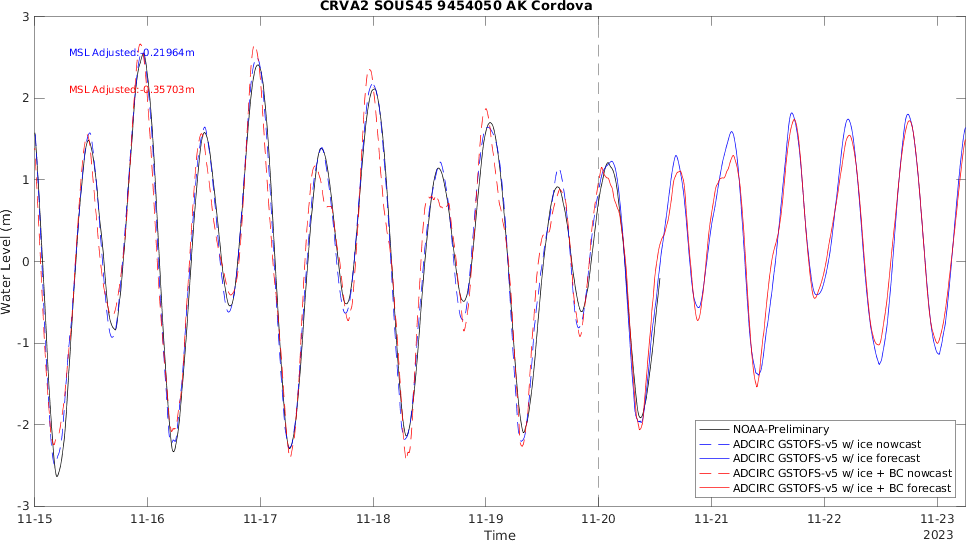 CRVA2 SOUS45 9454050 AK Cordova
MSL Adjusted:-0.21964m
MSL Adjusted:-0.35703m
Water Level (m)
3
2
1
0
-1
-2
-3
NOAA-Preliminary
ADCIRC GSTOFS-v5 w/ ice nowcast
ADCIRC GSTOFS-v5 w/ ice forecast
ADCIRC GSTOFS-v5 w/ ice + BC nowcast
ADCIRC GSTOFS-v5 w/ ice + BC forecast
11-15 11-16 11-17 11-18 11-19 11-20 11-21 11-22 11-23
Time
2023